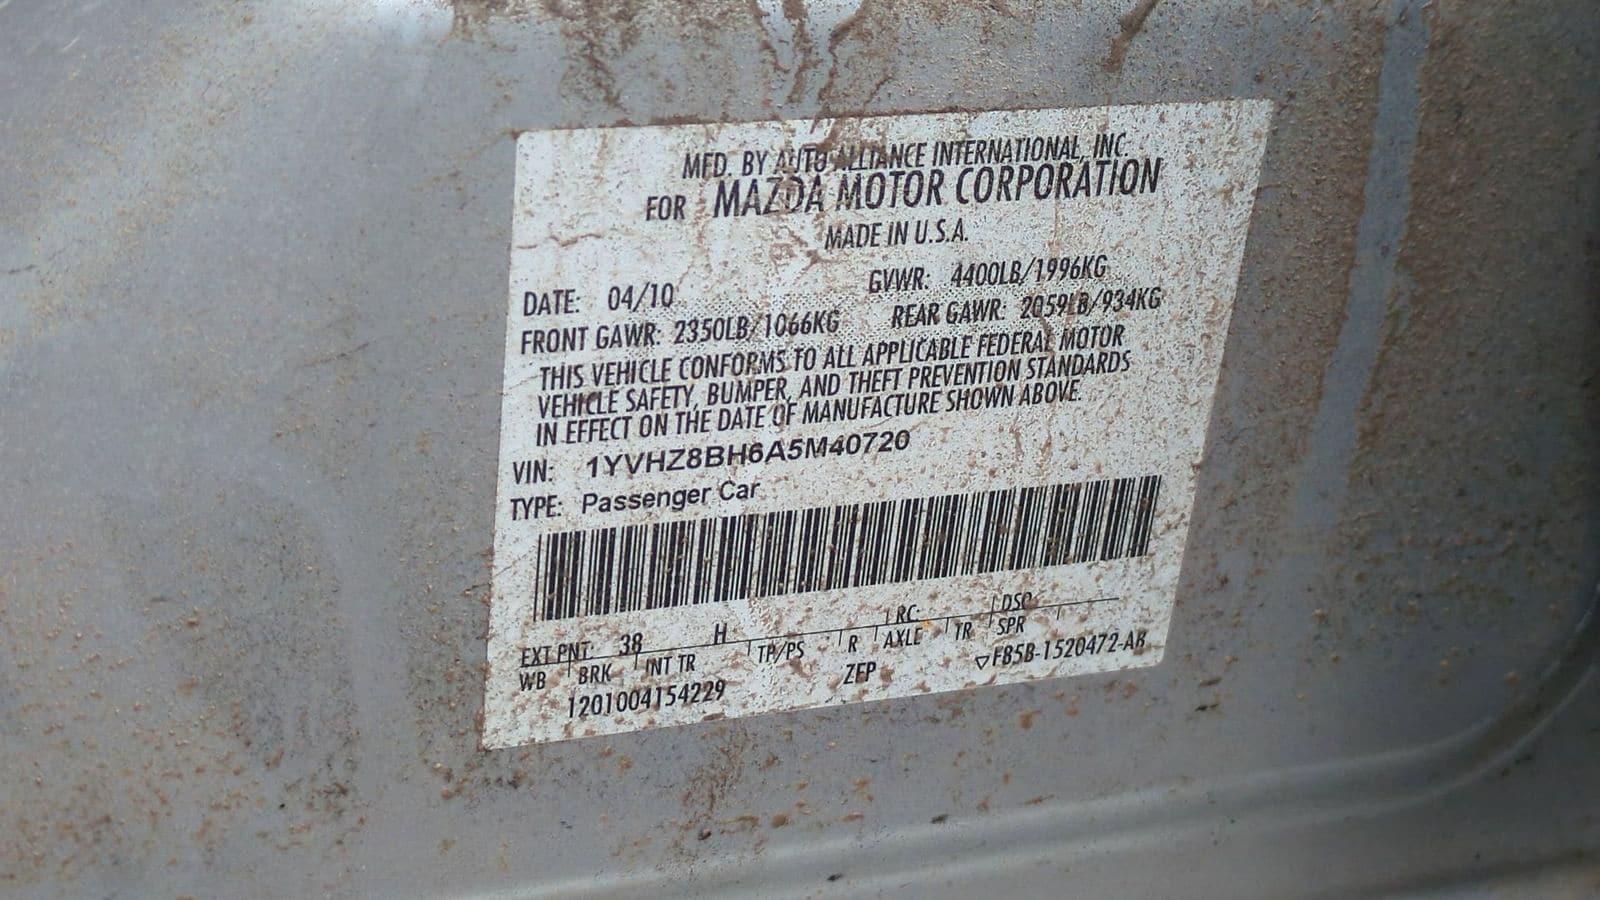 MFD. BY AUTO ALLIANCE INTERNATIONAL, INC.
FOR MAZDA MOTOR CORPORATION
MADE IN U.S.A.
DATE: 04/10 GVWR: 4400LB/1996KG
FRONT GAWR: 2350LB/1066KG REAR GAWR: 2059LB/934KG
THIS VEHICLE CONFORMS TO ALL APPLICABLE FEDERAL MOTOR
VEHICLE SAFETY, BUMPER, AND THEFT PREVENTION STANDARDS
IN EFFECT ON THE DATE OF MANUFACTURE SHOWN ABOVE.
VIN: 1YVHZ8BH6A5M40720
TYPE: Passenger Car
EXT PNT: 38 H RC: DSO:
WB BRK INT TR TP/PS R AXLE TR SPR
1201004154229 ZFP ▽F85B-1520472-AB